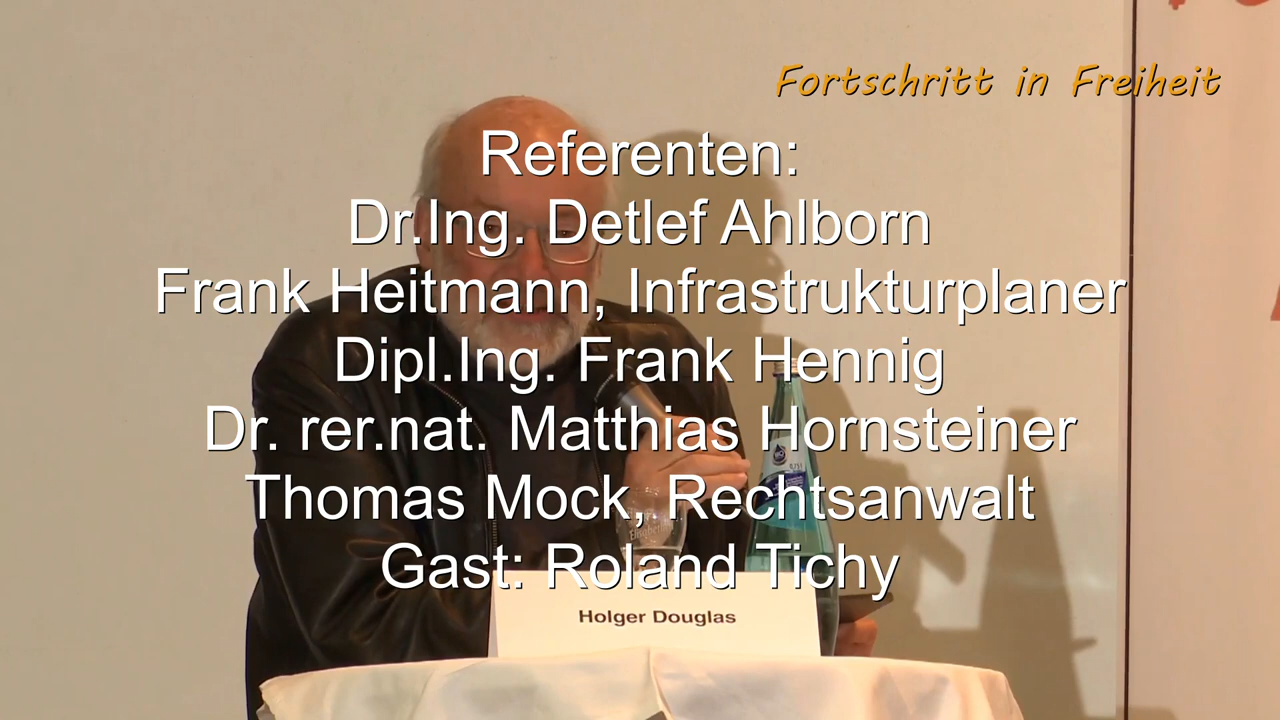 Fortschritt in Freiheit
Referenten:
Dr.Ing. Detlef Ahlborn
Frank Heitmann, Infrastrukturplaner
Dipl.Ing. Frank Hennig
Dr. rer.nat. Matthias Hornsteiner
Thomas Mock, Rechtsanwalt
Gast: Roland Tichy
Holger Douglas